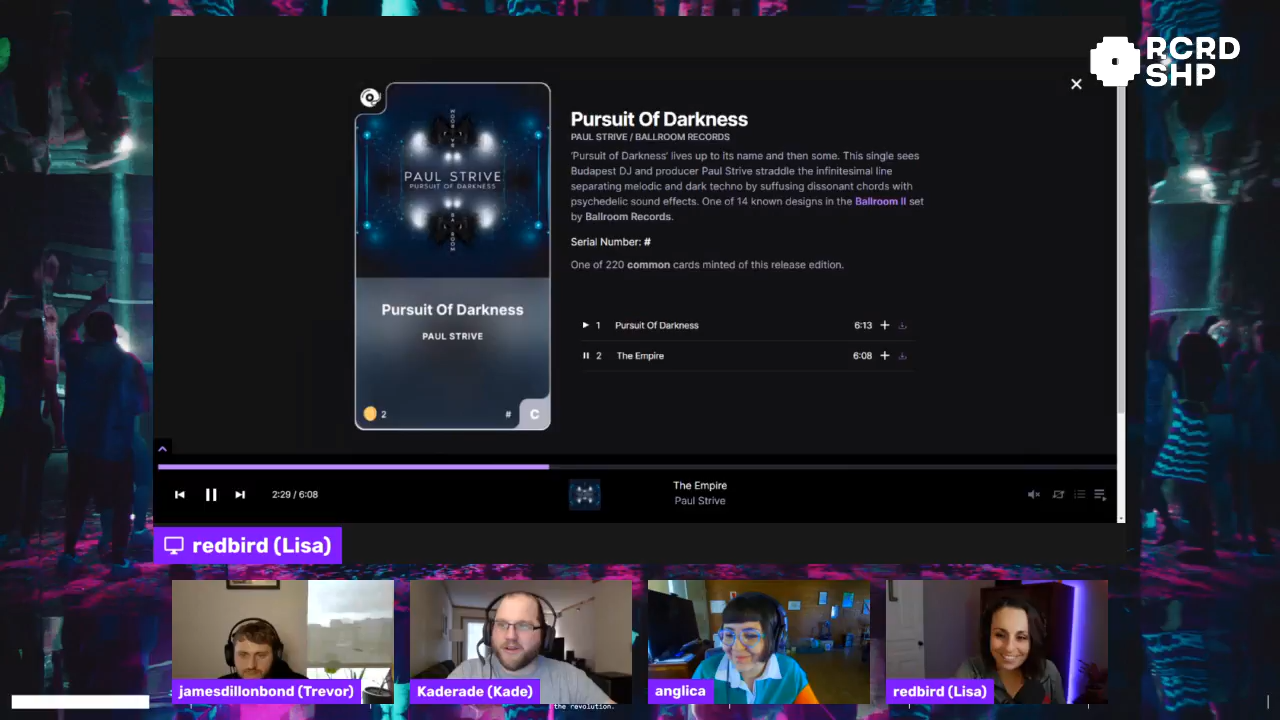 RCRD
SHP
Pursuit Of Darkness
PAUL STRIVE / BALLROOM RECORDS
'Pursuit of Darkness' lives up to its name and then some. This single sees
Budapest DJ and producer Paul Strive straddle the infinitesimal line
separating melodic and dark techno by suffusing dissonant chords with
psychedelic sound effects. One of 14 known designs in the Ballroom II set
by Ballroom Records.
Serial Number: #
One of 220 common cards minted of this release edition.
PAUL STRIVE
PURSUIT OF DARKNESS
Pursuit Of Darkness
PAUL STRIVE
2
#
C
1 Pursuit Of Darkness 6:13
2 The Empire 6:08
2:29 / 6:08
The Empire
Paul Strive
redbird (Lisa)
jamesdillonbond (Trevor)
Kaderade (Kade)
anglica
redbird (Lisa)
the revolution.